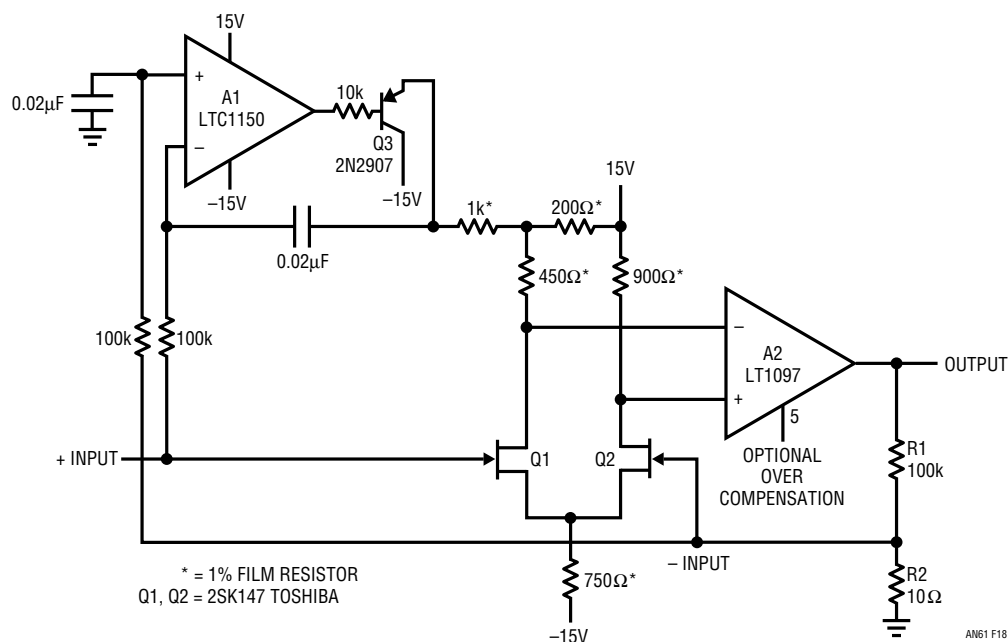 15V
+
A1
LTC1150
–
–15V
0.02µF
10k
Q3
2N2907
–15V
0.02µF
1k*
200Ω*
15V
450Ω*
900Ω*
100k
100k
–
A2
LT1097
+
5
OPTIONAL
OVER
COMPENSATION
OUTPUT
R1
100k
+ INPUT
Q1
Q2
– INPUT
R2
10Ω
750Ω*
–15V
* = 1% FILM RESISTOR
Q1, Q2 = 2SK147 TOSHIBA
AN61 F18